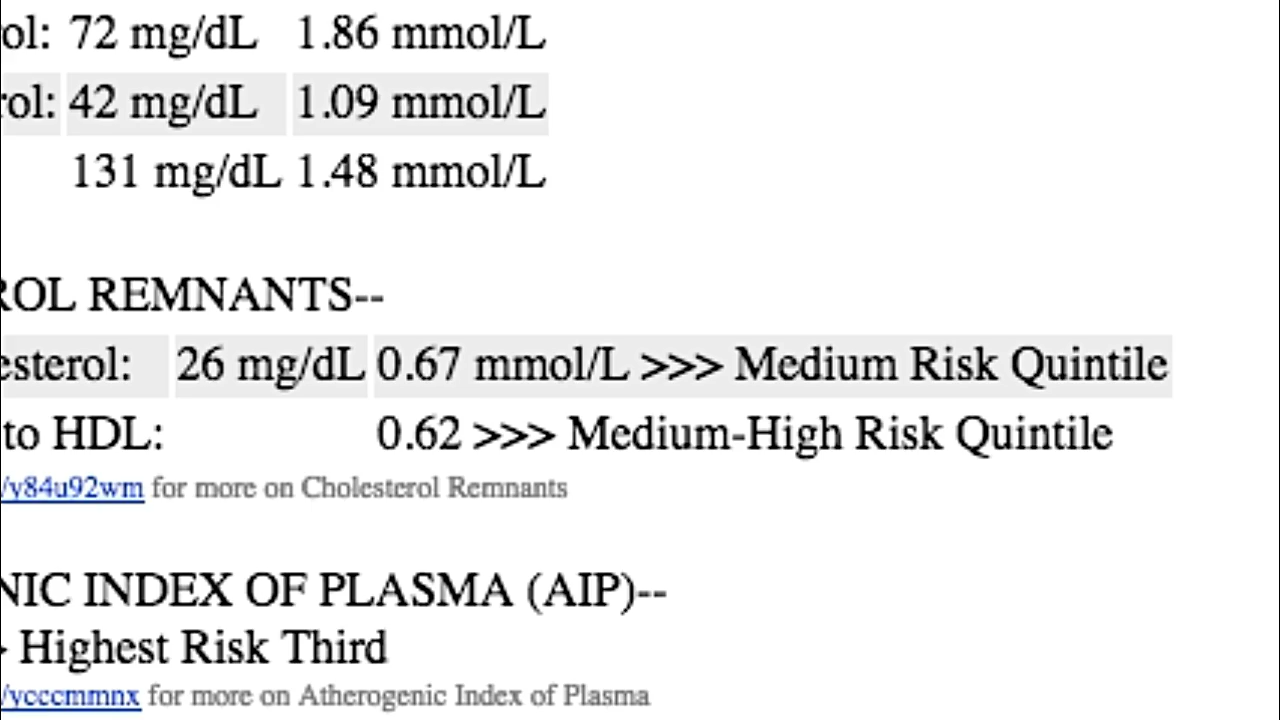 ol: 72 mg/dL 1.86 mmol/L
rol: 42 mg/dL 1.09 mmol/L
131 mg/dL 1.48 mmol/L
ROL REMNANTS--
esterol: 26 mg/dL 0.67 mmol/L >>> Medium Risk Quintile
to HDL: 0.62 >>> Medium-High Risk Quintile
/y84u92wm for more on Cholesterol Remnants
NIC INDEX OF PLASMA (AIP)--
> Highest Risk Third
/ycccmmnx for more on Atherogenic Index of Plasma